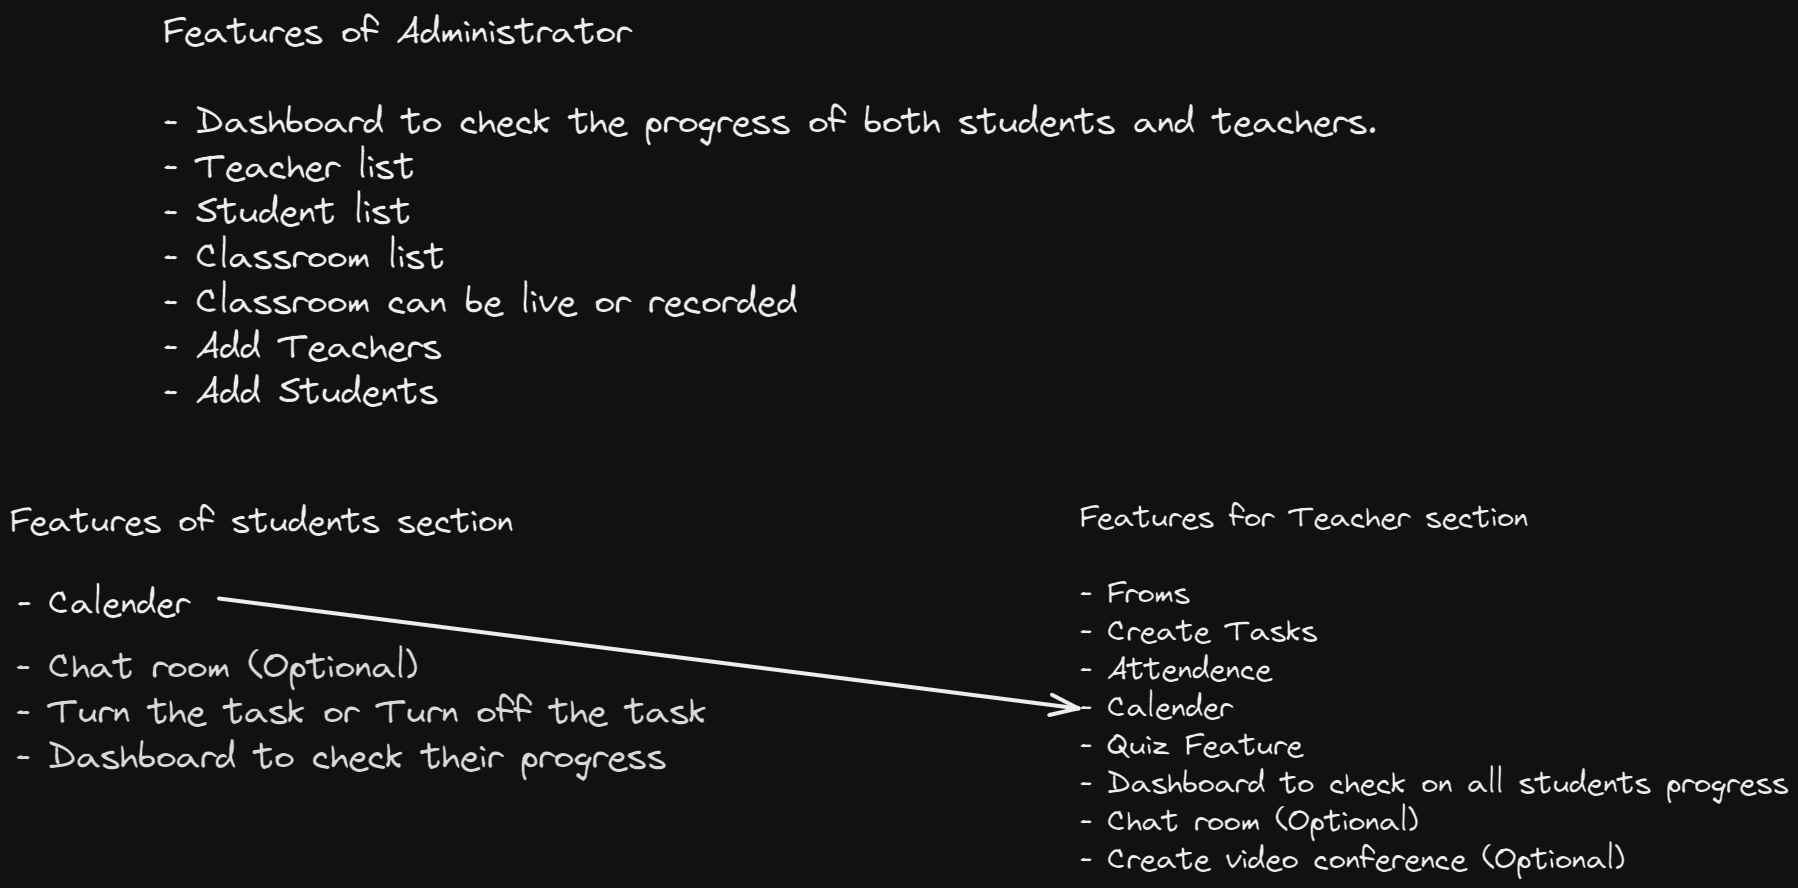 Features of Administrator
- Dashboard to check the progress of both students and teachers.
- Teacher list
- Student list
- Classroom list
- Classroom can be live or recorded
- Add Teachers
- Add Students
Features of students section
- Calender
- Chat room (Optional)
- Turn the task or Turn off the task
- Dashboard to check their progress
Features for Teacher section
- Froms
- Create Tasks
- Attendence
- Calender
- Quiz Feature
- Dashboard to check on all students progress
- Chat room (Optional)
- Create video conference (Optional)